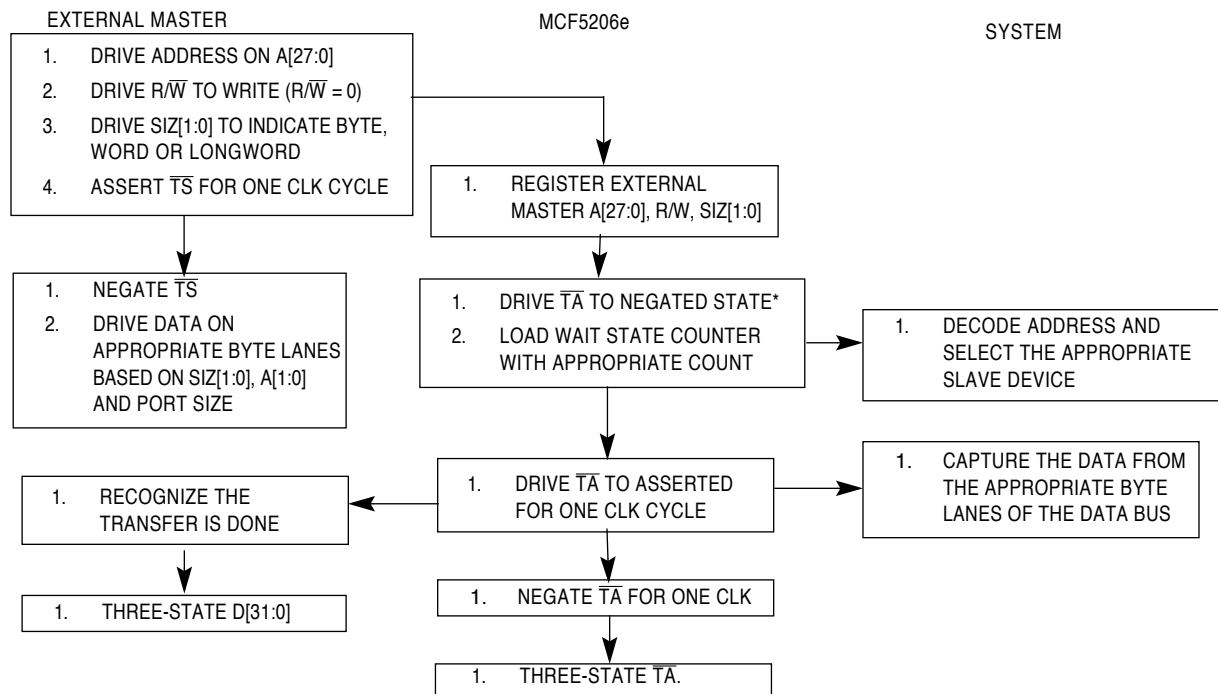 EXTERNAL MASTER
1. DRIVE ADDRESS ON A[27:0]
2. DRIVE R/W̅ TO WRITE (R/W̅ = 0)
3. DRIVE SIZ[1:0] TO INDICATE BYTE,
WORD OR LONGWORD
4. ASSERT T̅S̅ FOR ONE CLK CYCLE
1. NEGATE T̅S̅
2. DRIVE DATA ON
APPROPRIATE BYTE LANES
BASED ON SIZ[1:0], A[1:0]
AND PORT SIZE
1. RECOGNIZE THE
TRANSFER IS DONE
1. THREE-STATE D[31:0]
MCF5206e
1. REGISTER EXTERNAL
MASTER A[27:0], R/W, SIZ[1:0]
1. DRIVE T̅A̅ TO NEGATED STATE*
2. LOAD WAIT STATE COUNTER
WITH APPROPRIATE COUNT
1. DRIVE T̅A̅ TO ASSERTED
FOR ONE CLK CYCLE
1. NEGATE T̅A̅ FOR ONE CLK
1. THREE-STATE T̅A̅.
SYSTEM
1. DECODE ADDRESS AND
SELECT THE APPROPRIATE
SLAVE DEVICE
1. CAPTURE THE DATA FROM
THE APPROPRIATE BYTE
LANES OF THE DATA BUS